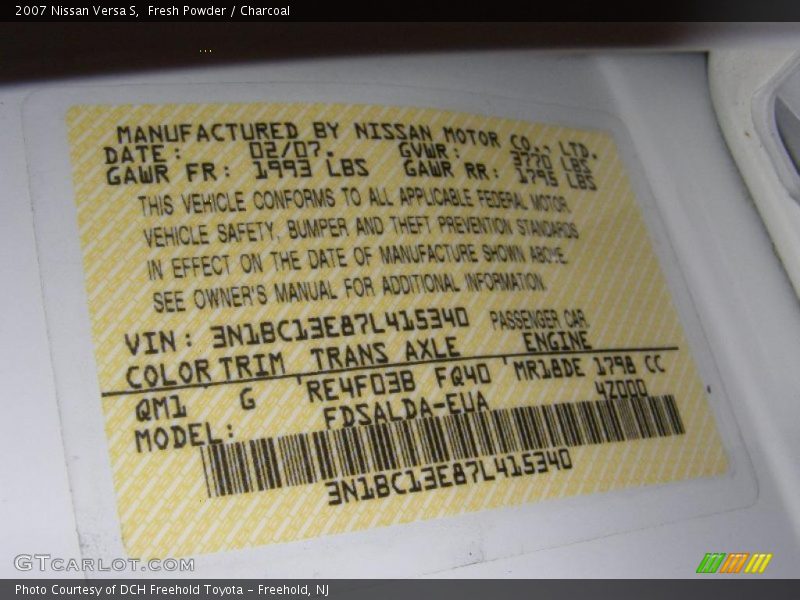 2007 Nissan Versa S,  Fresh Powder / Charcoal
MANUFACTURED BY NISSAN MOTOR CO., LTD.
DATE: 02/07. GVWR: 3770 LBS
GAWR FR: 1993 LBS GAWR RR: 1795 LBS
THIS VEHICLE CONFORMS TO ALL APPLICABLE FEDERAL MOTOR
VEHICLE SAFETY, BUMPER AND THEFT PREVENTION STANDARDS
IN EFFECT ON THE DATE OF MANUFACTURE SHOWN ABOVE.
SEE OWNER'S MANUAL FOR ADDITIONAL INFORMATION.
VIN: 3N1BC13E87L415340 PASSENGER CAR
COLOR TRIM TRANS AXLE ENGINE
QM1 G RE4F03B FQ40 MR18DE 1798 CC
MODEL: FDSALDA-EUA 4Z000
3N1BC13E87L415340
GTCARLOT.COM
Photo Courtesy of DCH Freehold Toyota - Freehold, NJ